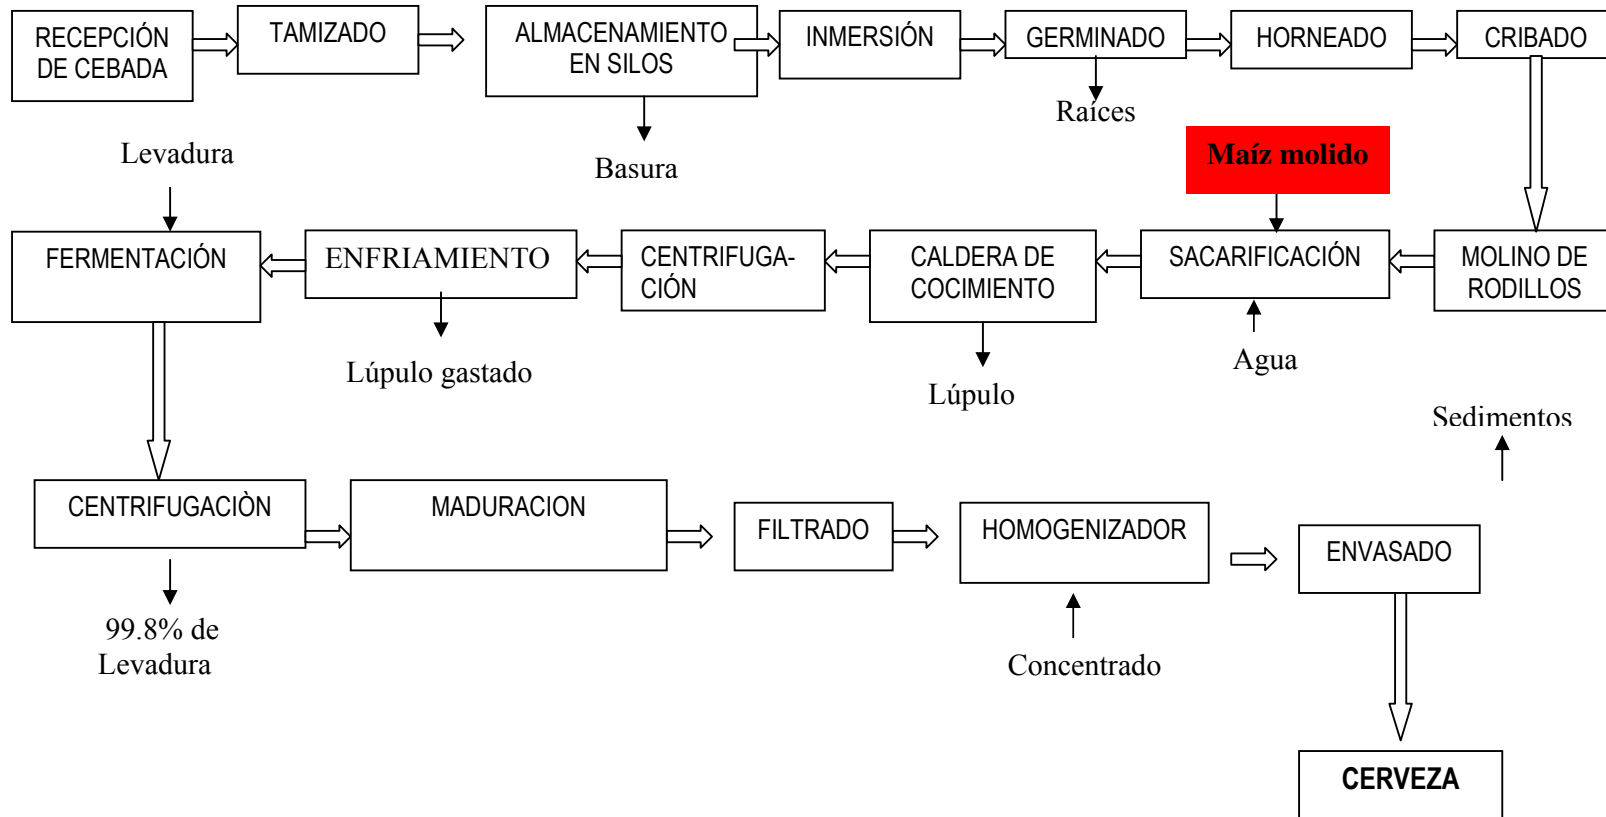 RECEPCIÓN
DE CEBADA
TAMIZADO
ALMACENAMIENTO
EN SILOS
INMERSIÓN
GERMINADO
HORNEADO
CRIBADO
Raíces
Basura
Levadura
Maíz molido
FERMENTACIÓN
ENFRIAMIENTO
CENTRIFUGA-
CIÓN
CALDERA DE
COCIMIENTO
SACARIFICACIÓN
MOLINO DE
RODILLOS
Lúpulo gastado
Lúpulo
Agua
Sedimentos
CENTRIFUGACIÒN
MADURACION
FILTRADO
HOMOGENIZADOR
ENVASADO
99.8% de
Levadura
Concentrado
CERVEZA